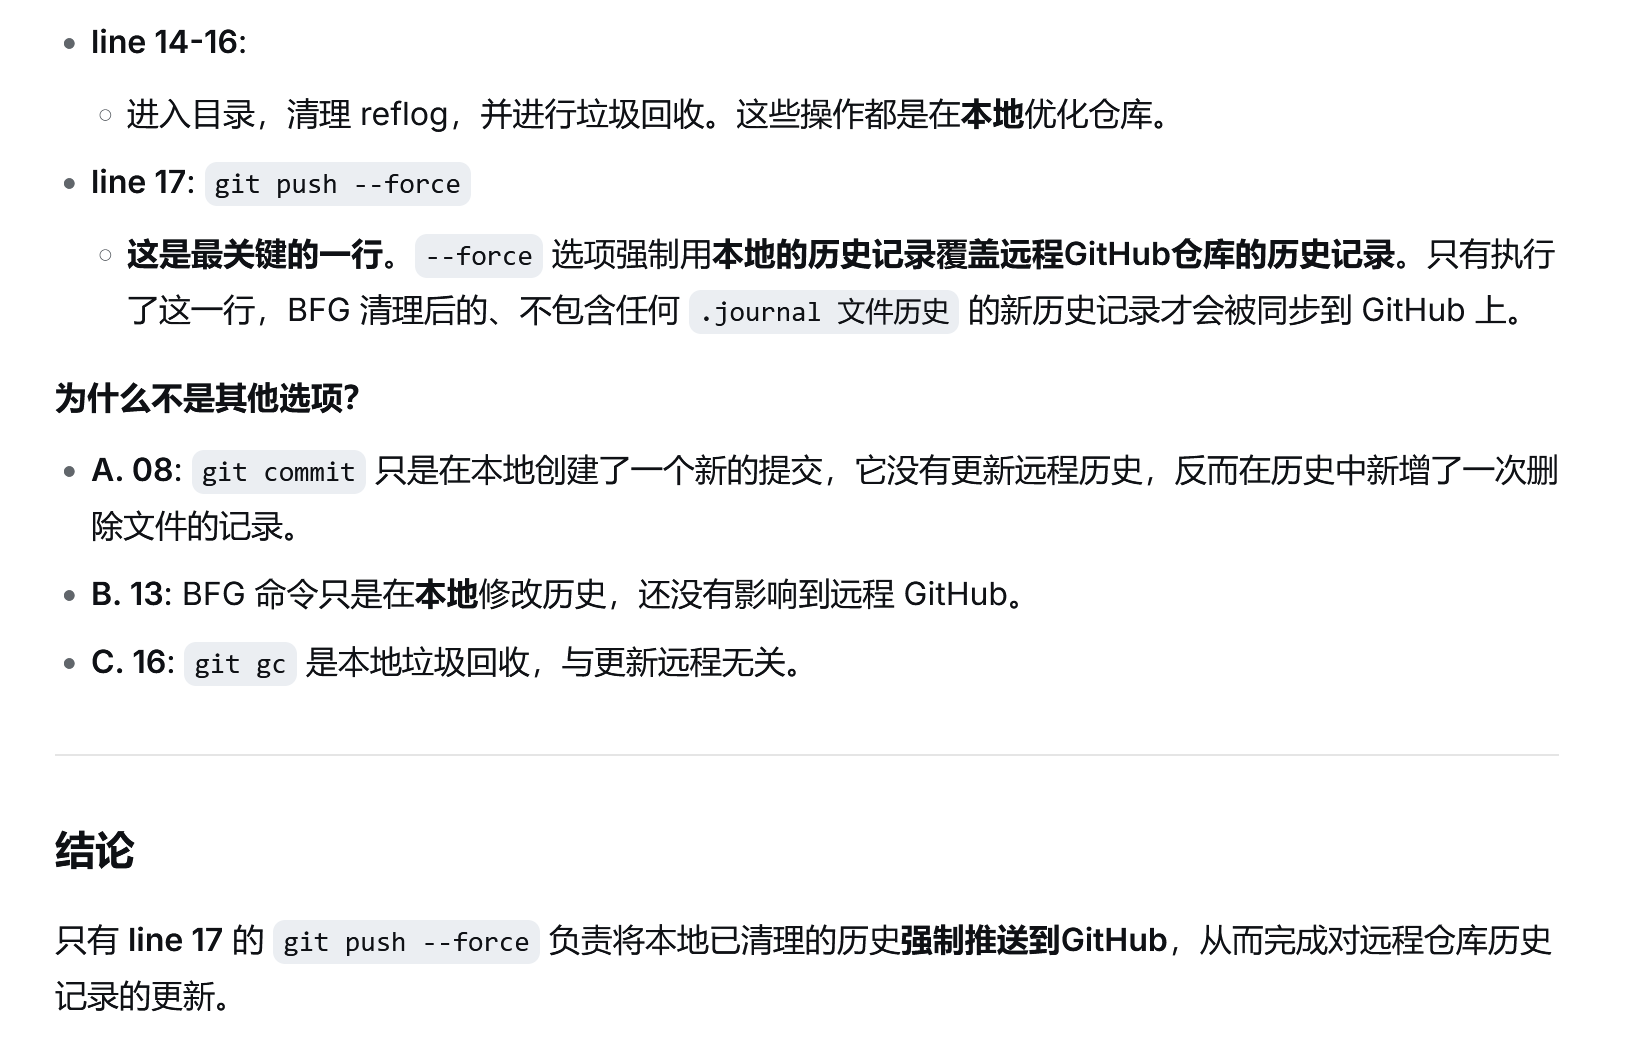 line 14-16:
进入目录，清理 reflog，并进行垃圾回收。这些操作都是在本地优化仓库。
line 17: git push --force
这是最关键的一行。 --force 选项强制用本地的历史记录覆盖远程GitHub仓库的历史记录。只有执行
了这一行，BFG 清理后的、不包含任何 .journal 文件历史 的新历史记录才会被同步到 GitHub 上。
为什么不是其他选项？
A. 08: git commit 只是在本地创建了一个新的提交，它没有更新远程历史，反而在历史中新增了一次删
除文件的记录。
B. 13: BFG 命令只是在本地修改历史，还没有影响到远程 GitHub。
C. 16: git gc 是本地垃圾回收，与更新远程无关。
结论
只有 line 17 的 git push --force 负责将本地已清理的历史强制推送到GitHub，从而完成对远程仓库历史
记录的更新。